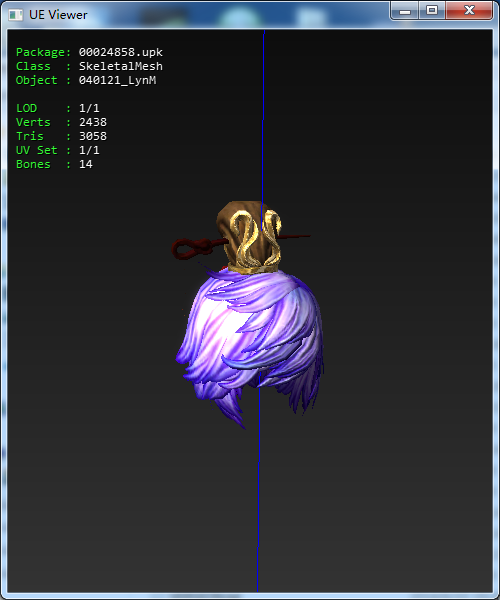 UE Viewer
Package: 00024858.upk
Class : SkeletalMesh
Object : 040121_LynM
LOD : 1/1
Verts : 2438
Tris : 3058
UV Set : 1/1
Bones : 14